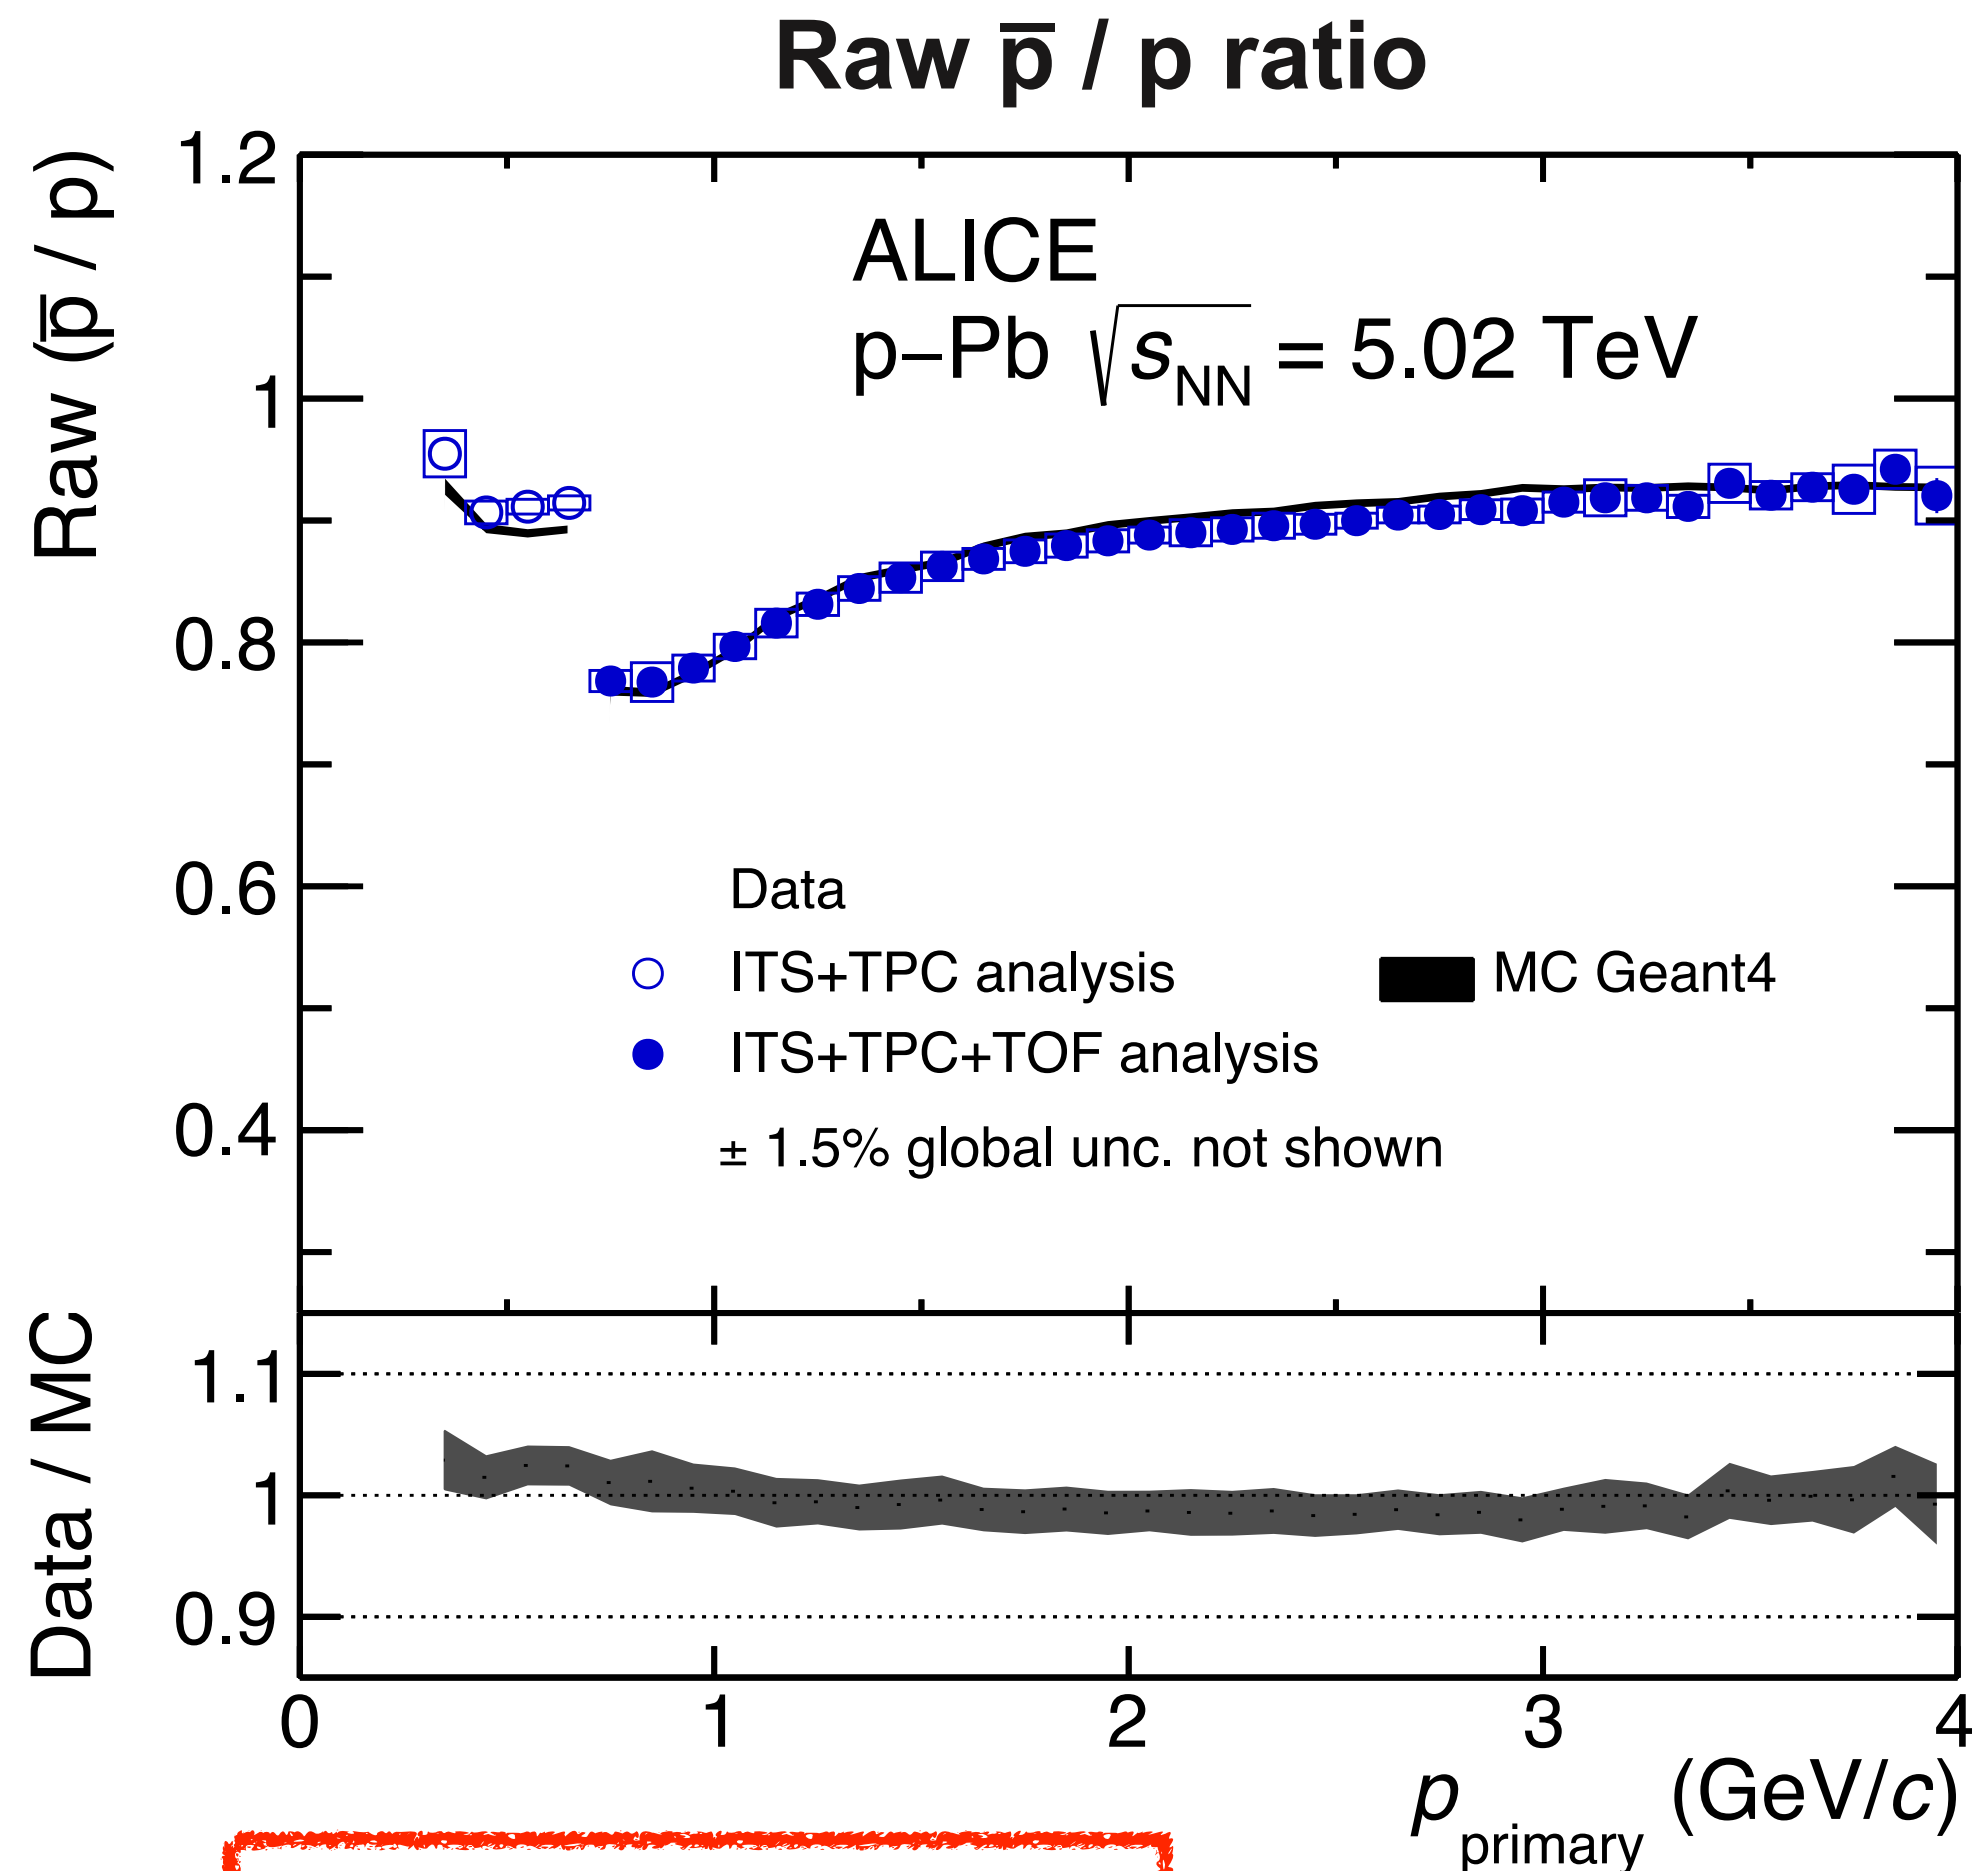 Raw p̅ / p ratio
Raw (p̅ / p)
1.2
1
0.8
0.6
0.4
ALICE
p–Pb √sNN = 5.02 TeV
Data
ITS+TPC analysis
MC Geant4
ITS+TPC+TOF analysis
± 1.5% global unc. not shown
Data / MC
1.1
1
0.9
0 1 2 3 4
pprimary (GeV/c)